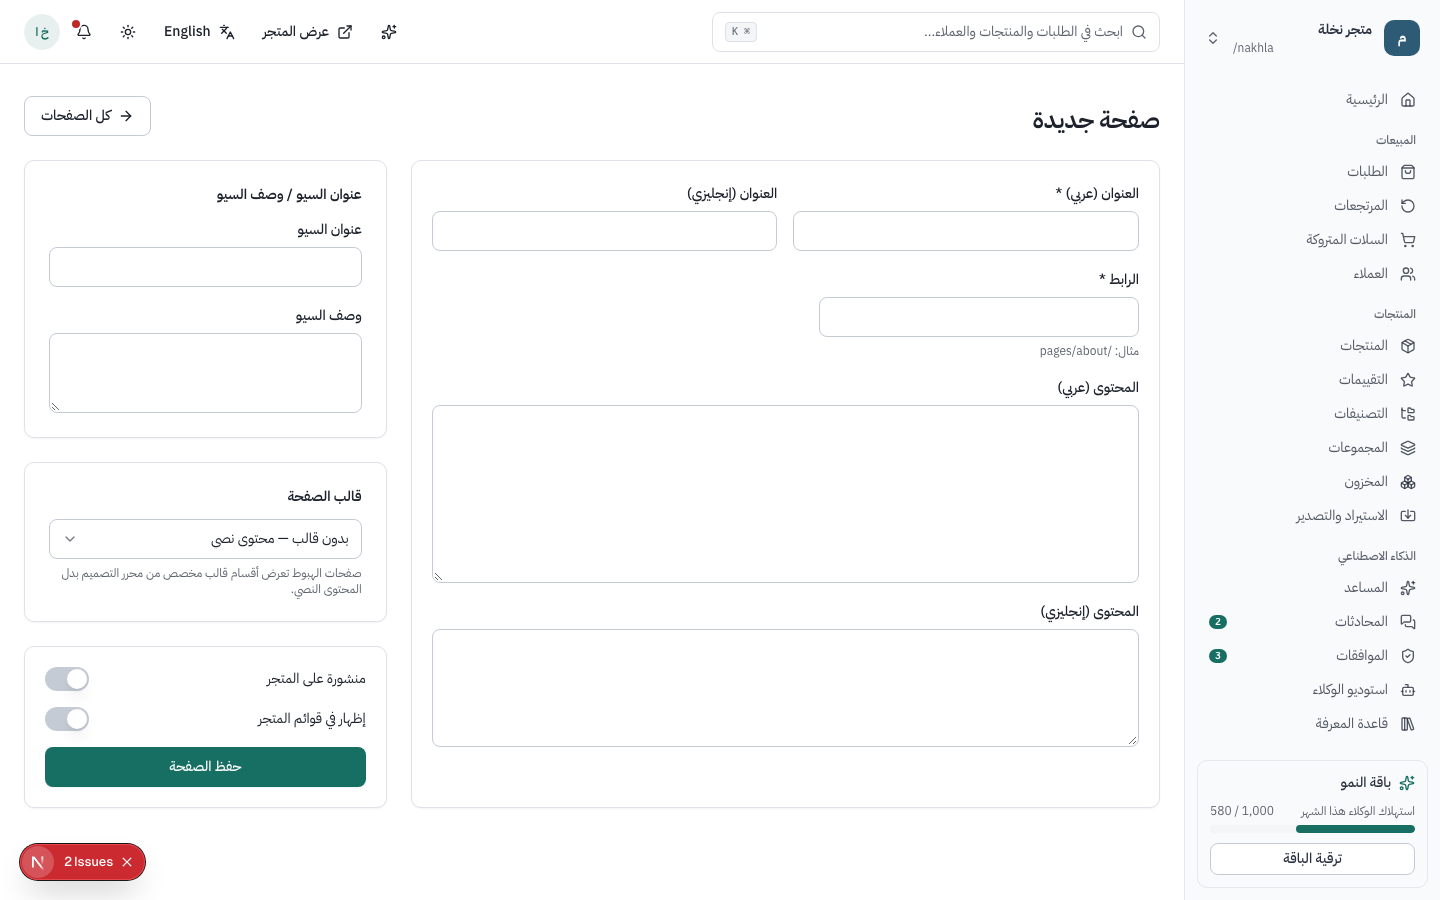 متجر نخلة
/nakhla
الرئيسية
المبيعات
الطلبات
المرتجعات
السلات المتروكة
العملاء
المنتجات
المنتجات
التقييمات
التصنيفات
المجموعات
المخزون
الاستيراد والتصدير
الذكاء الاصطناعي
المساعد
المحادثات 2
الموافقات 3
استوديو الوكلاء
قاعدة المعرفة
باقة النمو
استهلاك الوكلاء هذا الشهر 580 / 1,000
ترقية الباقة
م
ابحث في الطلبات والمنتجات والعملاء... ⌘ K
عرض المتجر
English
خ ا
صفحة جديدة
كل الصفحات
العنوان (عربي) *
العنوان (إنجليزي)
الرابط *
مثال: /pages/about
المحتوى (عربي)
المحتوى (إنجليزي)
عنوان السيو / وصف السيو
عنوان السيو
وصف السيو
قالب الصفحة
بدون قالب — محتوى نصي
صفحات الهبوط تعرض أقسام قالب مخصص من محرر التصميم بدل
المحتوى النصي.
منشورة على المتجر
إظهار في قوائم المتجر
حفظ الصفحة
N 2 Issues